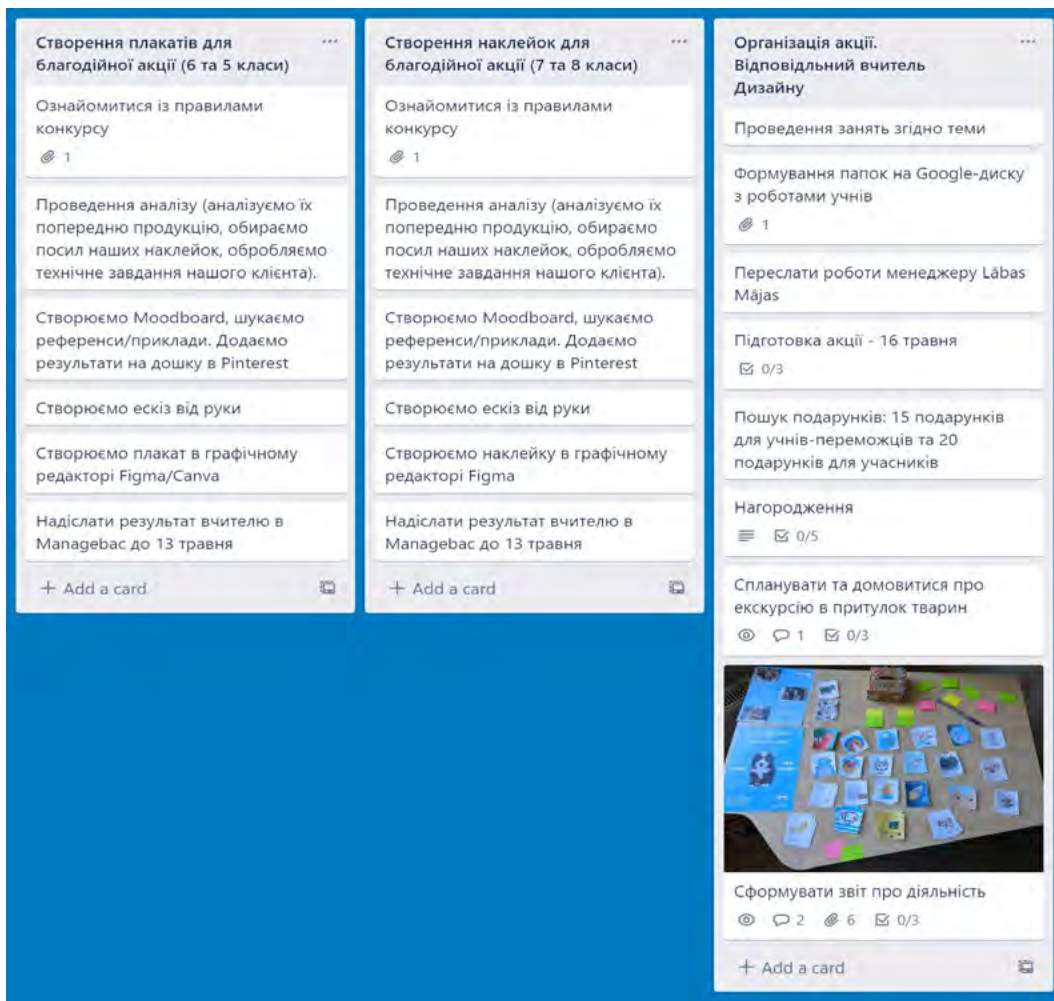 Створення плакатів для
благодійної акції (6 та 5 класи)
Ознайомитися із правилами
конкурсу
1
Проведення аналізу (аналізуємо їх
попередню продукцію, обираємо
посил наших наклейок, обробляємо
технічне завдання нашого клієнта).
Створюємо Moodboard, шукаємо
референси/приклади. Додаємо
результати на дошку в Pinterest
Створюємо ескіз від руки
Створюємо плакат в графічному
редакторі Figma/Canva
Надіслати результат вчителю в
Managebac до 13 травня
+ Add a card
Створення наклейок для
благодійної акції (7 та 8 класи)
Ознайомитися із правилами
конкурсу
1
Проведення аналізу (аналізуємо їх
попередню продукцію, обираємо
посил наших наклейок, обробляємо
технічне завдання нашого клієнта).
Створюємо Moodboard, шукаємо
референси/приклади. Додаємо
результати на дошку в Pinterest
Створюємо ескіз від руки
Створюємо наклейку в графічному
редакторі Figma
Надіслати результат вчителю в
Managebac до 13 травня
+ Add a card
Організація акції.
Відповідльний вчитель
Дизайну
Проведення занять згідно теми
Формування папок на Google-диску
з роботами учнів
1
Переслати роботи менеджеру Lābas
Mājas
Підготовка акції - 16 травня
0/3
Пошук подарунків: 15 подарунків
для учнів-переможців та 20
подарунків для учасників
Нагородження
0/5
Спланувати та домовитися про
екскурсію в притулок тварин
1 0/3
Сформувати звіт про діяльність
2 6 0/3
+ Add a card